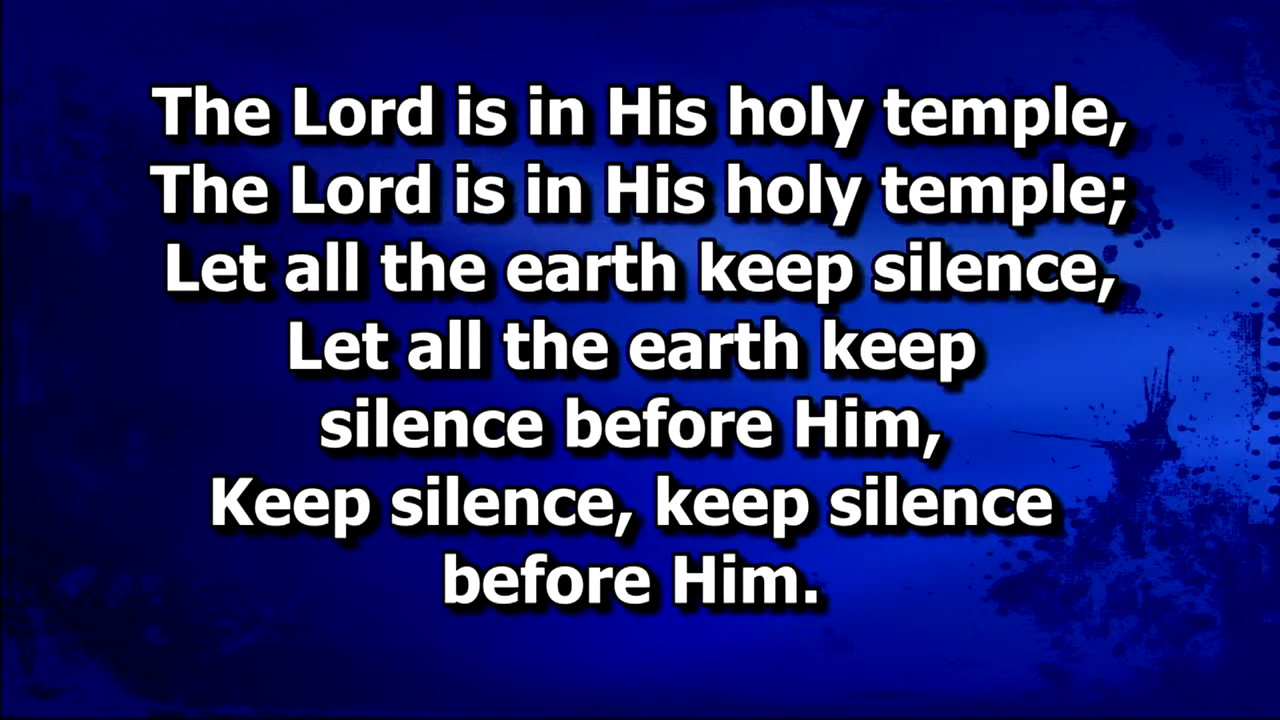 The Lord is in His holy temple,
The Lord is in His holy temple;
Let all the earth keep silence,
Let all the earth keep
silence before Him,
Keep silence, keep silence
before Him.